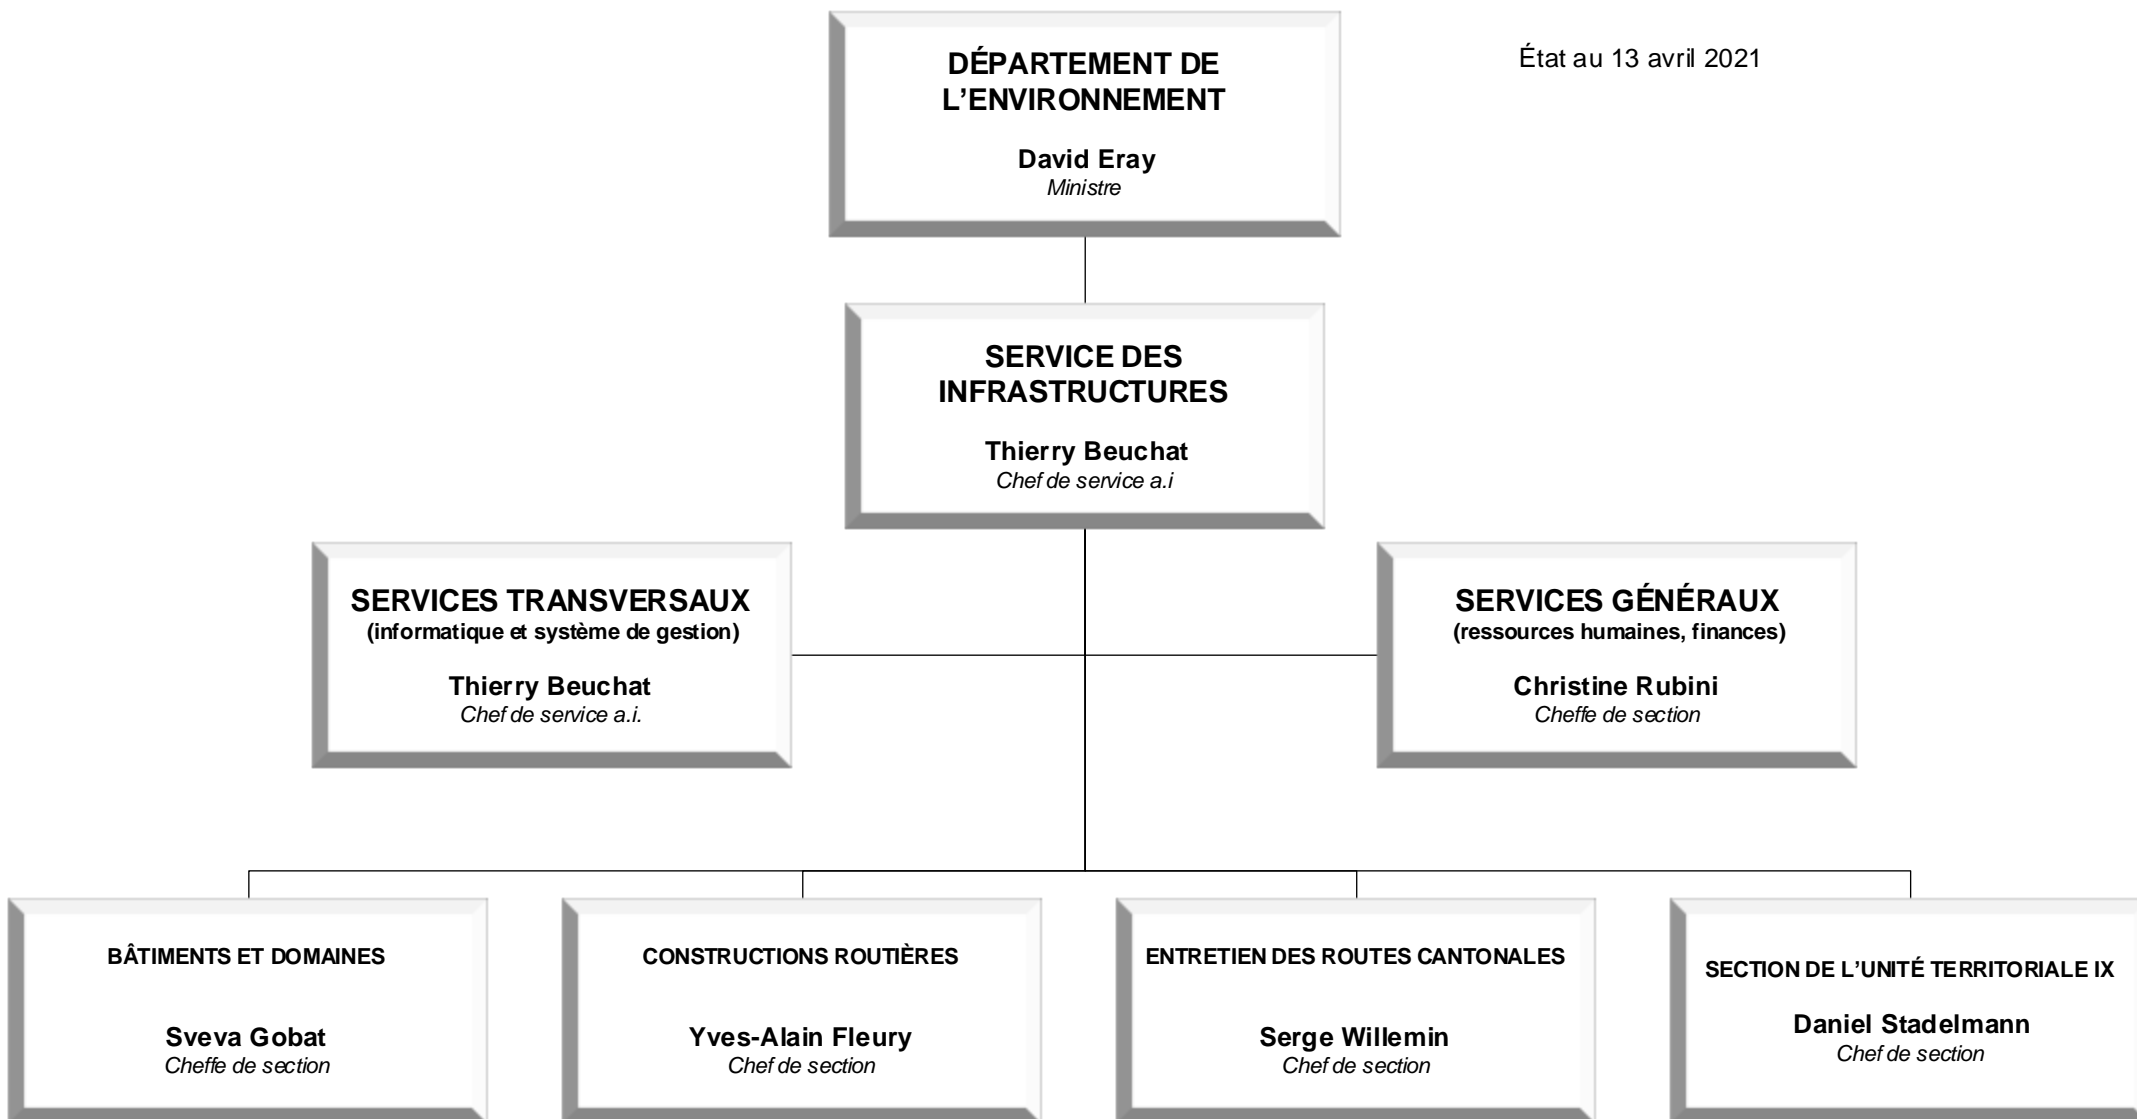 DÉPARTEMENT DE
L’ENVIRONNEMENT
David Eray
Ministre
État au 13 avril 2021
SERVICE DES
INFRASTRUCTURES
Thierry Beuchat
Chef de service a.i
SERVICES TRANSVERSAUX
(informatique et système de gestion)
Thierry Beuchat
Chef de service a.i.
SERVICES GÉNÉRAUX
(ressources humaines, finances)
Christine Rubini
Cheffe de section
BÂTIMENTS ET DOMAINES
Sveva Gobat
Cheffe de section
CONSTRUCTIONS ROUTIÈRES
Yves-Alain Fleury
Chef de section
ENTRETIEN DES ROUTES CANTONALES
Serge Willemin
Chef de section
SECTION DE L’UNITÉ TERRITORIALE IX
Daniel Stadelmann
Chef de section